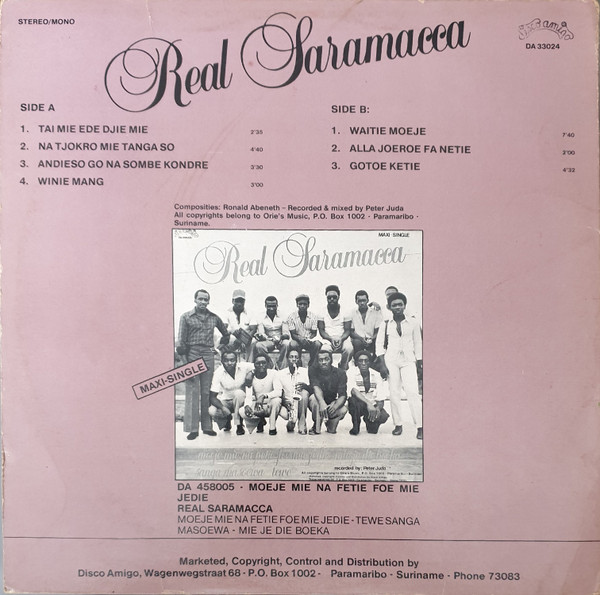 STEREO/MONO
Real Saramacca
DA 33024
SIDE A
1. TAI MIE EDE DJIE MIE 2'35
2. NA TJOKRO MIE TANGA SO 4'40
3. ANDIESO GO NA SOMBE KONDRE 3'30
4. WINIE MANG 3'00
SIDE B:
1. WAITIE MOEJE 7'40
2. ALLA JOEROE FA NETIE 3'00
3. GOTOE KETIE 4'33
Composities: Ronald Abeneth - Recorded & mixed by Peter Juda
All copyrights belong to Orie's Music, P.O. Box 1002 - Paramaribo -
Suriname.
MAXI-SINGLE
Real Saramacca
MAXI-SINGLE
recorded by: Peter Juda
DA 458005 - MOEJE MIE NA FETIE FOE MIE
JEDIE
REAL SARAMACCA
MOEJE MIE NA FETIE FOE MIE JEDIE - TEWE SANGA
MASOEWA - MIE JE DIE BOEKA
Marketed, Copyright, Control and Distribution by
Disco Amigo, Wagenwegstraat 68 - P.O. Box 1002 - Paramaribo - Suriname - Phone 73083